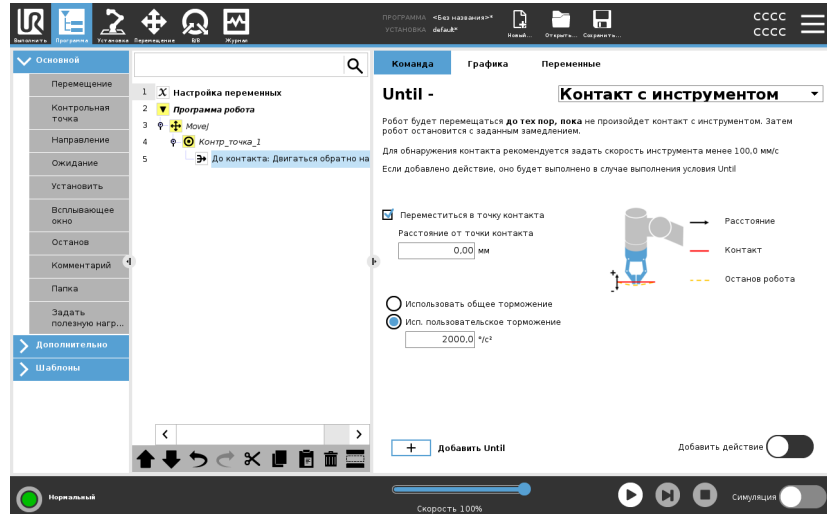 UR
ПРОГРАММА <Без названия>*
УСТАНОВКА default*
Выполнить Программа Установка Перемещение В/В Журнал
Новый... Открыть... Сохранить...
CCCC
CCCC
Основной
Перемещение
Контрольная
точка
Направление
Ожидание
Установить
Всплывающее
окно
Останов
Комментарий
Папка
Задать
полезную нагр...
Дополнительно
Шаблоны
1 X Настройка переменных
2 Программа робота
3 MoveJ
4 Контр_точка_1
5 До контакта: Двигаться обратно на
Команда Графика Переменные
Until - Контакт с инструментом
Робот будет перемещаться до тех пор, пока не произойдет контакт с инструментом. Затем
робот остановится с заданным замедлением.
Для обнаружения контакта рекомендуется задать скорость инструмента менее 100,0 мм/с
Если добавлено действие, оно будет выполнено в случае выполнения условия Until
Переместиться в точку контакта
Расстояние от точки контакта
0,00 мм
Расстояние
Контакт
Останов робота
+
-
Использовать общее торможение
Исп. пользовательское торможение
2000,0 °/с²
+ Добавить Until
Добавить действие
Нормальный
Скорость 100%
Симуляция